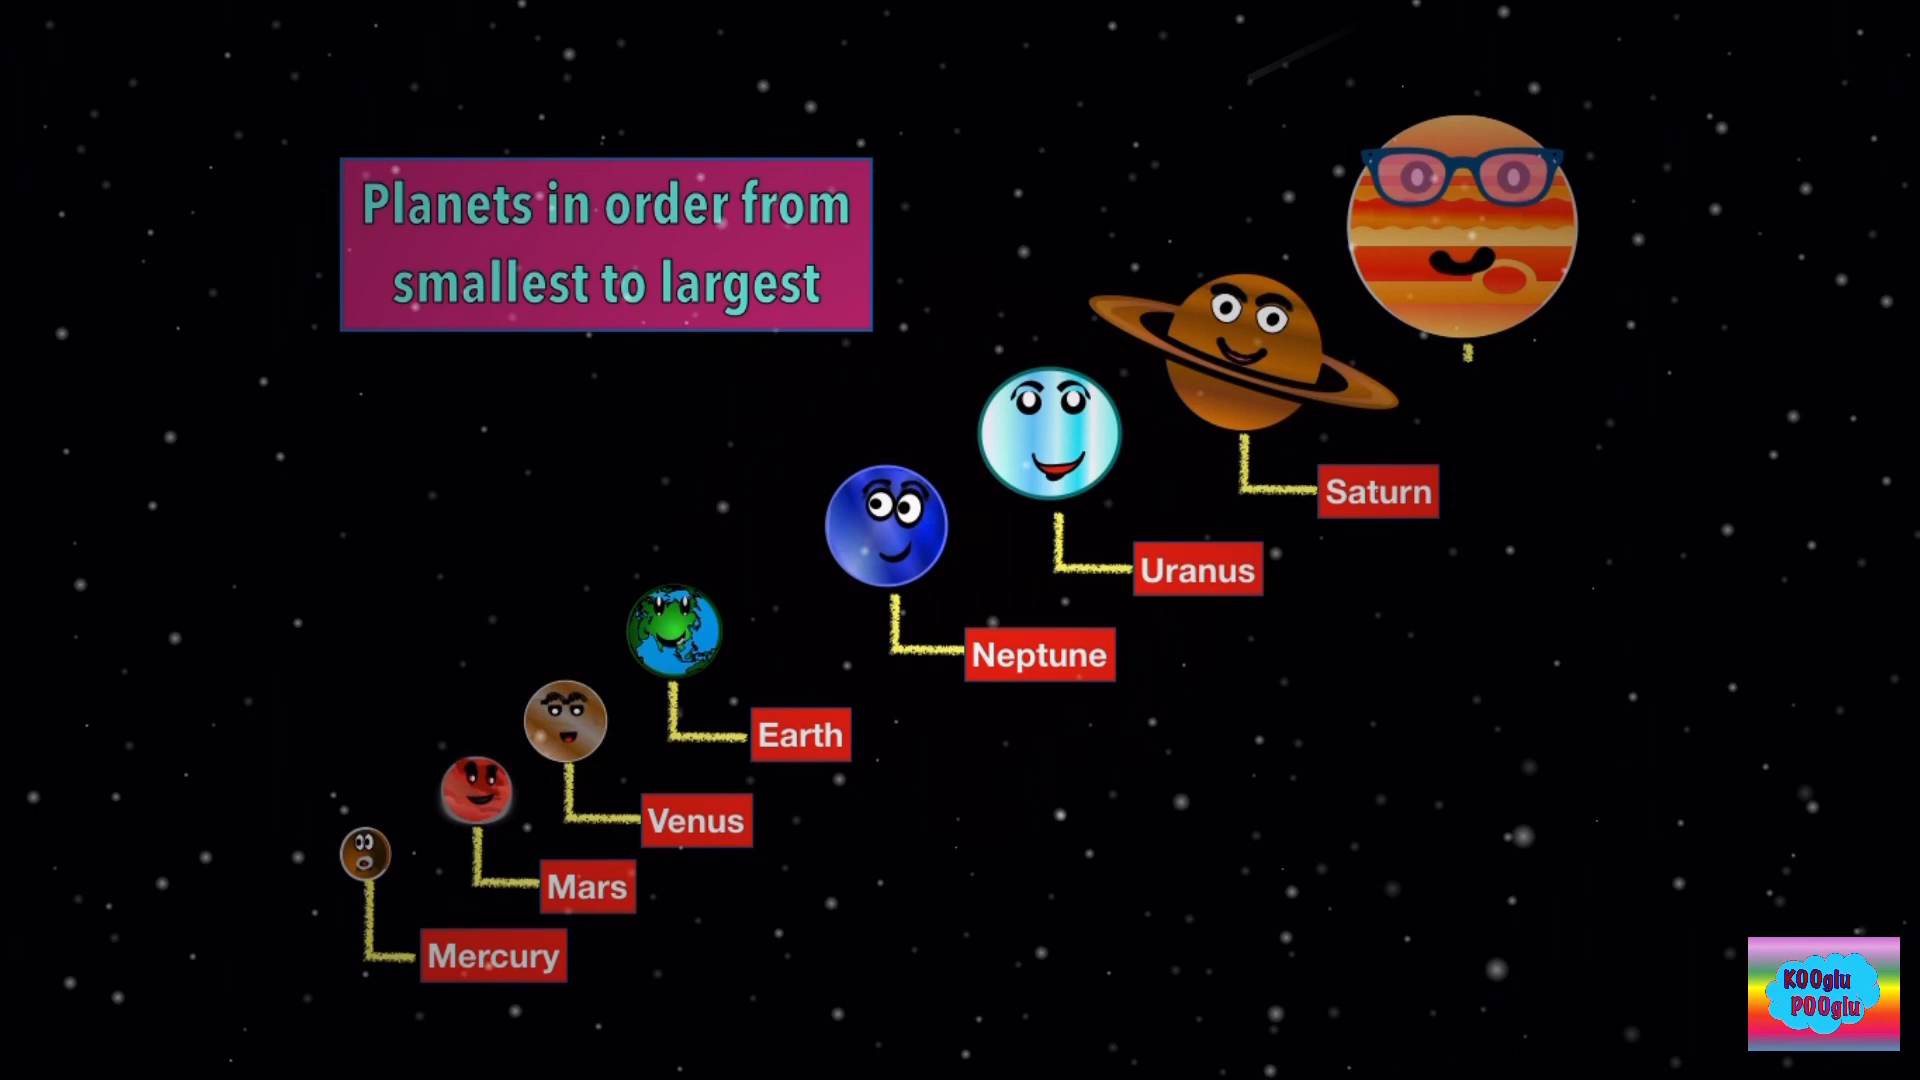 Planets in order from
smallest to largest
Saturn
Uranus
Neptune
Earth
Venus
Mars
Mercury
KOOglu
POOglu